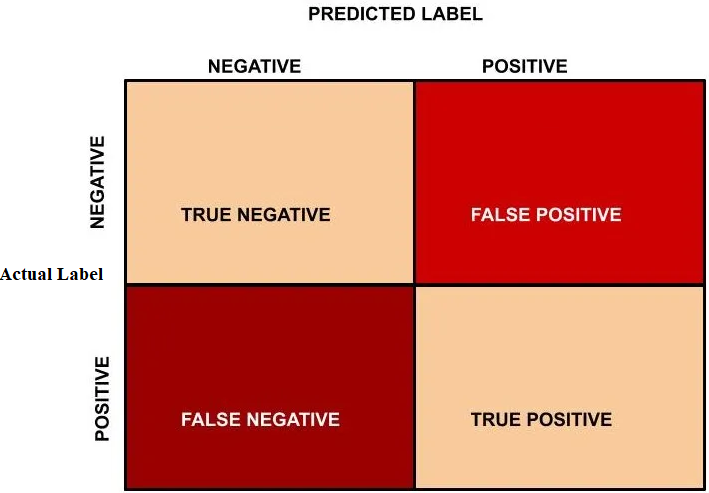 PREDICTED LABEL
NEGATIVE POSITIVE
NEGATIVE
TRUE NEGATIVE FALSE POSITIVE
Actual Label
POSITIVE
FALSE NEGATIVE TRUE POSITIVE